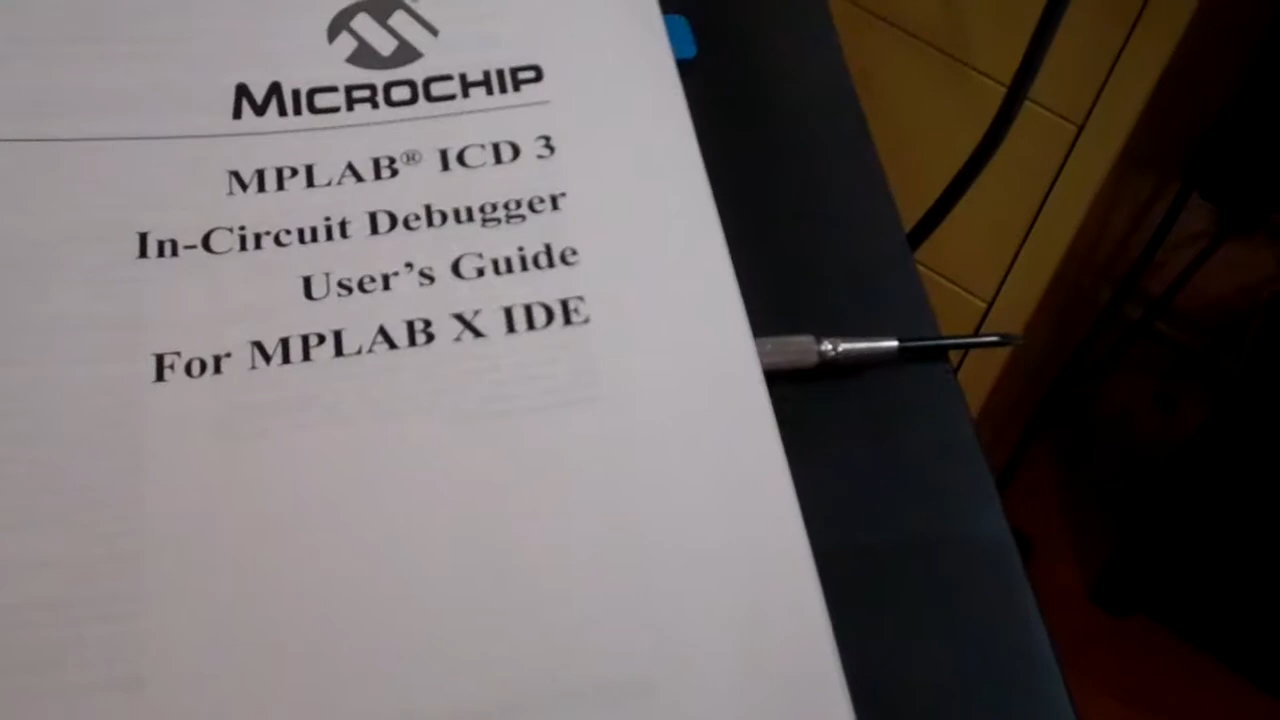 MICROCHIP
MPLAB® ICD 3
In-Circuit Debugger
User's Guide
For MPLAB X IDE